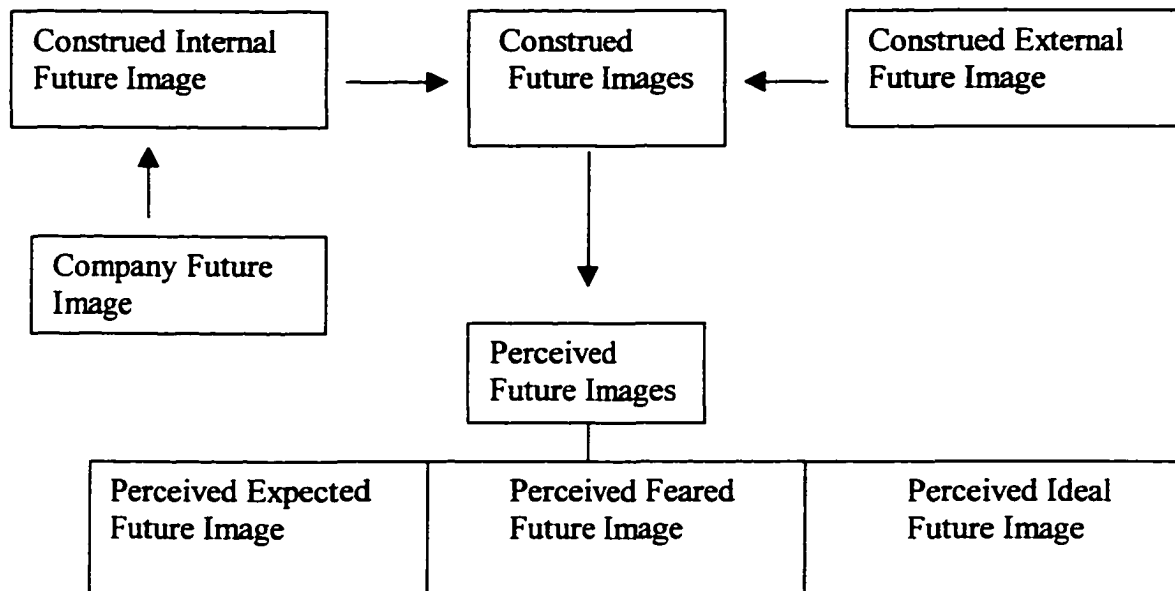 Construed Internal
Future Image
Construed
Future Images
Construed External
Future Image
Company Future
Image
Perceived
Future Images
Perceived Expected
Future Image
Perceived Feared
Future Image
Perceived Ideal
Future Image